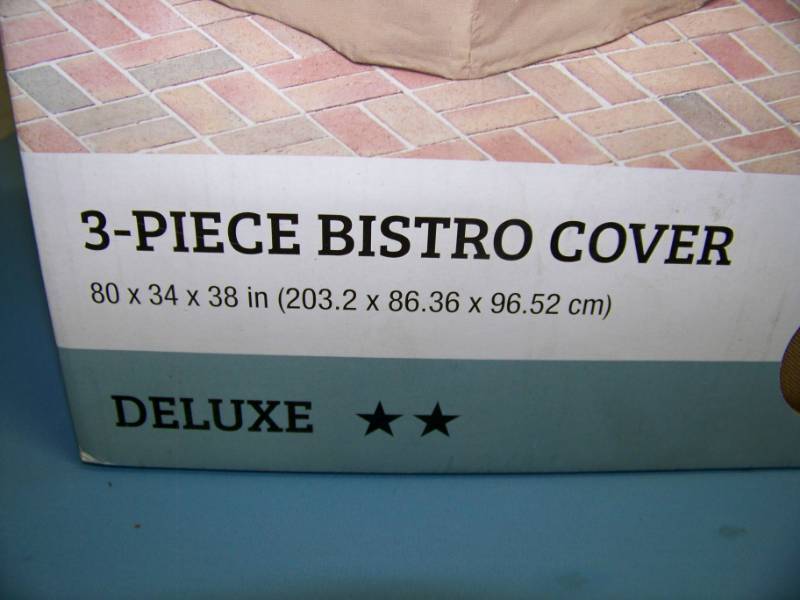 3-PIECE BISTRO COVER
80 x 34 x 38 in (203.2 x 86.36 x 96.52 cm)
DELUXE ★★